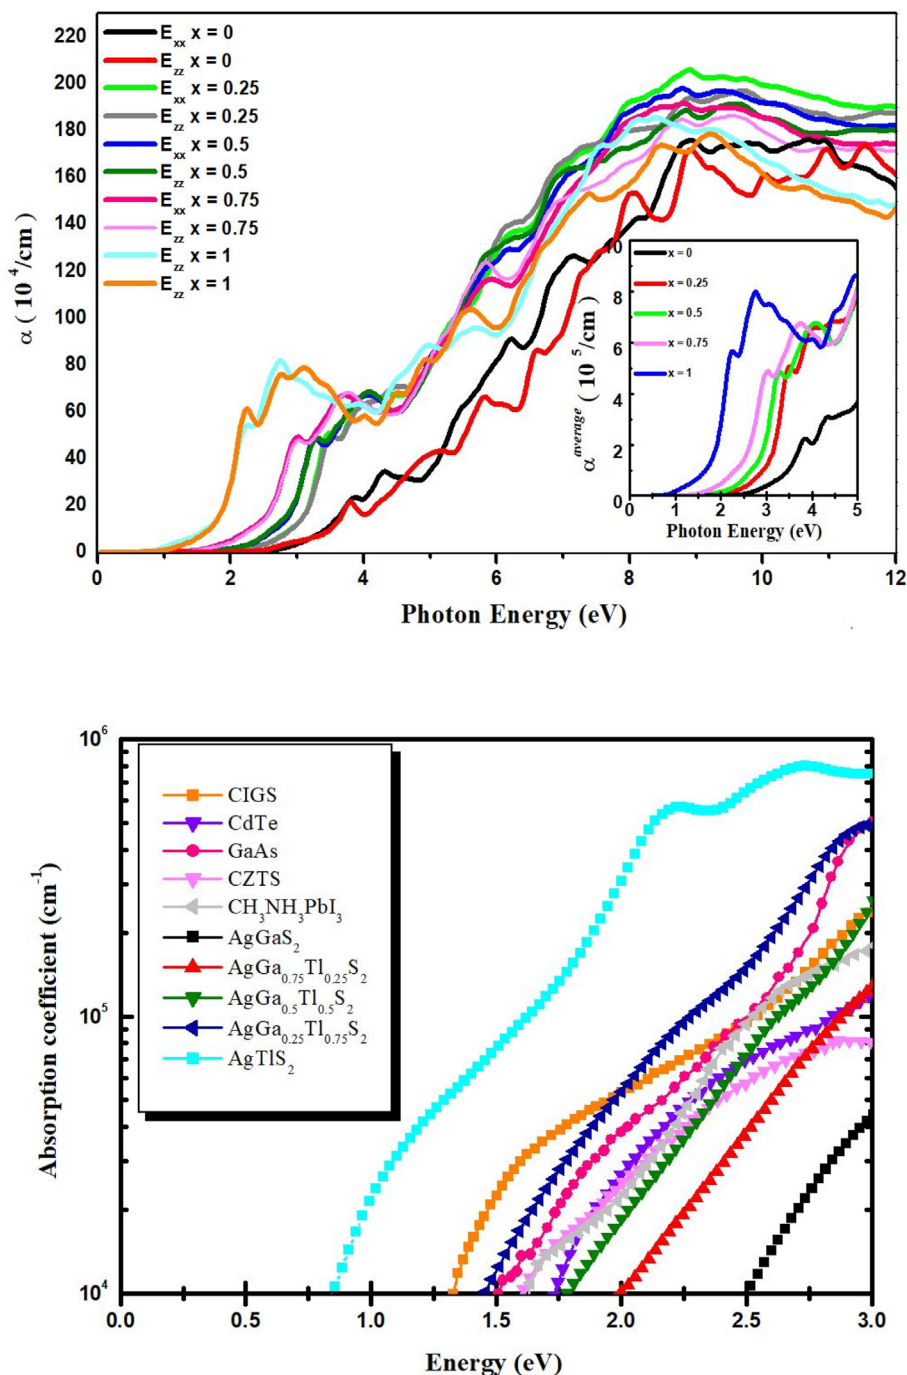 220
200
180
160
140
120
100
80
60
40
20
0
α ( 10⁴/cm )
Eₓₓ x = 0
E_zz x = 0
Eₓₓ x = 0.25
E_zz x = 0.25
Eₓₓ x = 0.5
E_zz x = 0.5
Eₓₓ x = 0.75
E_zz x = 0.75
E_zz x = 1
E_zz x = 1
10
8
6
4
2
0
α^average ( 10⁵/cm )
x = 0
x = 0.25
x = 0.5
x = 0.75
x = 1
0 1 2 3 4 5
Photon Energy (eV)
0 2 4 6 8 10 12
Photon Energy (eV)
10⁶
10⁵
10⁴
Absorption coefficient (cm⁻¹)
CIGS
CdTe
GaAs
CZTS
CH₃NH₃PbI₃
AgGaS₂
AgGa₀.₇₅Tl₀.₂₅S₂
AgGa₀.₅Tl₀.₅S₂
AgGa₀.₂₅Tl₀.₇₅S₂
AgTlS₂
0.0 0.5 1.0 1.5 2.0 2.5 3.0
Energy (eV)